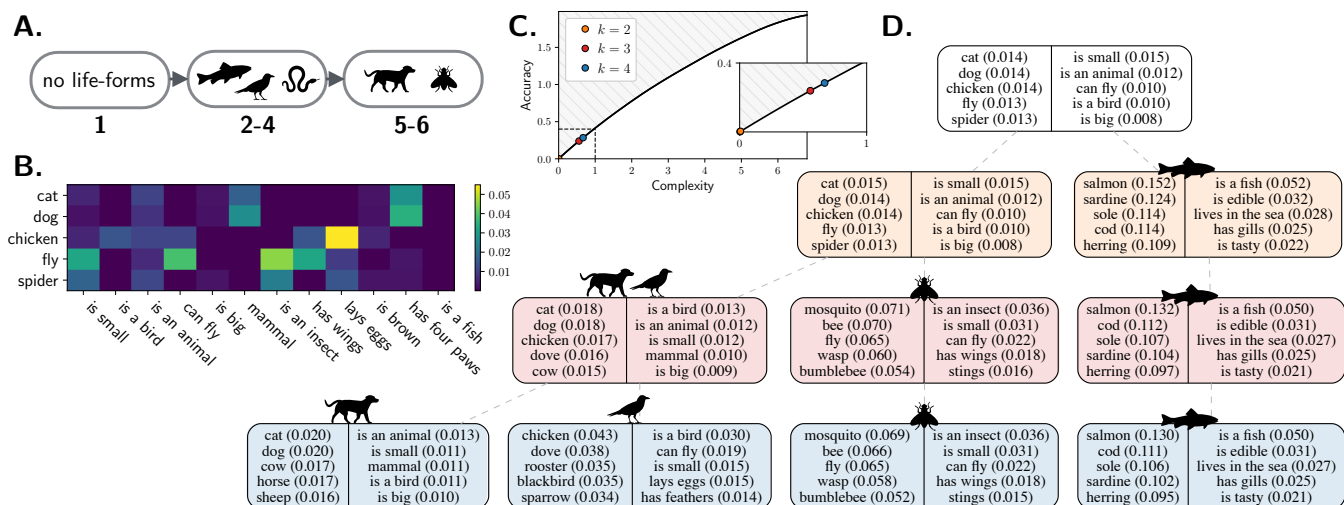 A.
no life-forms
1
2-4
5-6
B.
cat
dog
chicken
fly
spider
is small
is a bird
is an animal
can fly
is big
mammal
is an insect
has wings
lays eggs
is brown
has four paws
is a fish
0.05
0.04
0.03
0.02
0.01
C.
Accuracy
1.5
1.0
0.5
0.0
k = 2
k = 3
k = 4
0.4
0
1
0 1 2 3 4 5 6
Complexity
D.
cat (0.014) is small (0.015)
dog (0.014) is an animal (0.012)
chicken (0.014) can fly (0.010)
fly (0.013) is a bird (0.010)
spider (0.013) is big (0.008)
cat (0.015) is small (0.015)
dog (0.014) is an animal (0.012)
chicken (0.014) can fly (0.010)
fly (0.013) is a bird (0.010)
spider (0.013) is big (0.008)
salmon (0.152) is a fish (0.052)
sardine (0.124) is edible (0.032)
sole (0.114) lives in the sea (0.028)
cod (0.114) has gills (0.025)
herring (0.109) is tasty (0.022)
cat (0.018) is a bird (0.013)
dog (0.018) is an animal (0.012)
chicken (0.017) is small (0.012)
dove (0.016) mammal (0.010)
cow (0.015) is big (0.009)
mosquito (0.071) is an insect (0.036)
bee (0.070) is small (0.031)
fly (0.065) can fly (0.022)
wasp (0.060) has wings (0.018)
bumblebee (0.054) stings (0.016)
salmon (0.132) is a fish (0.050)
cod (0.112) is edible (0.031)
sole (0.107) lives in the sea (0.027)
sardine (0.104) has gills (0.025)
herring (0.097) is tasty (0.021)
cat (0.020) is an animal (0.013)
dog (0.020) is small (0.011)
cow (0.017) mammal (0.011)
horse (0.017) is a bird (0.011)
sheep (0.016) is big (0.010)
chicken (0.043) is a bird (0.030)
dove (0.038) can fly (0.019)
rooster (0.035) is small (0.015)
blackbird (0.035) lays eggs (0.015)
sparrow (0.034) has feathers (0.014)
mosquito (0.069) is an insect (0.036)
bee (0.066) is small (0.031)
fly (0.065) can fly (0.022)
wasp (0.058) has wings (0.018)
bumblebee (0.052) stings (0.015)
salmon (0.130) is a fish (0.050)
cod (0.111) is edible (0.031)
sole (0.106) lives in the sea (0.027)
sardine (0.102) has gills (0.025)
herring (0.095) is tasty (0.021)